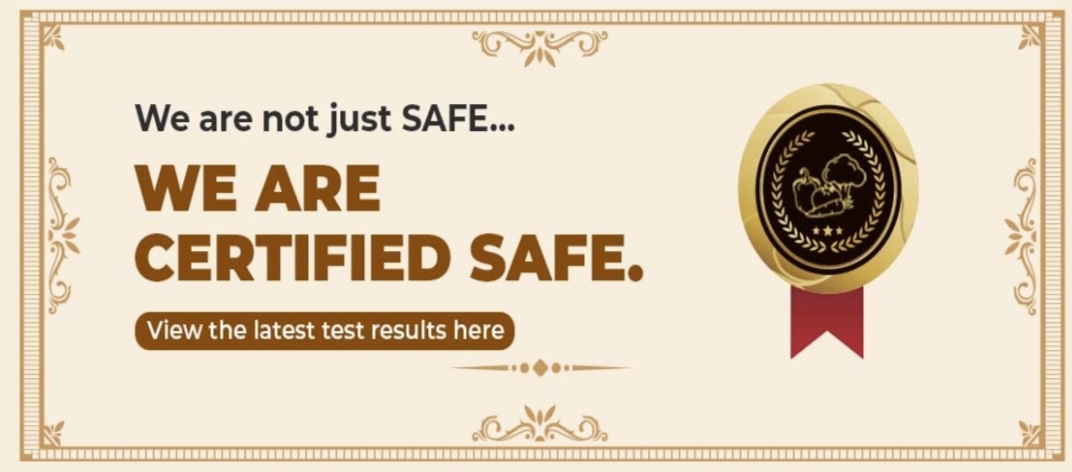 We are not just SAFE...
WE ARE
CERTIFIED SAFE.
View the latest test results here